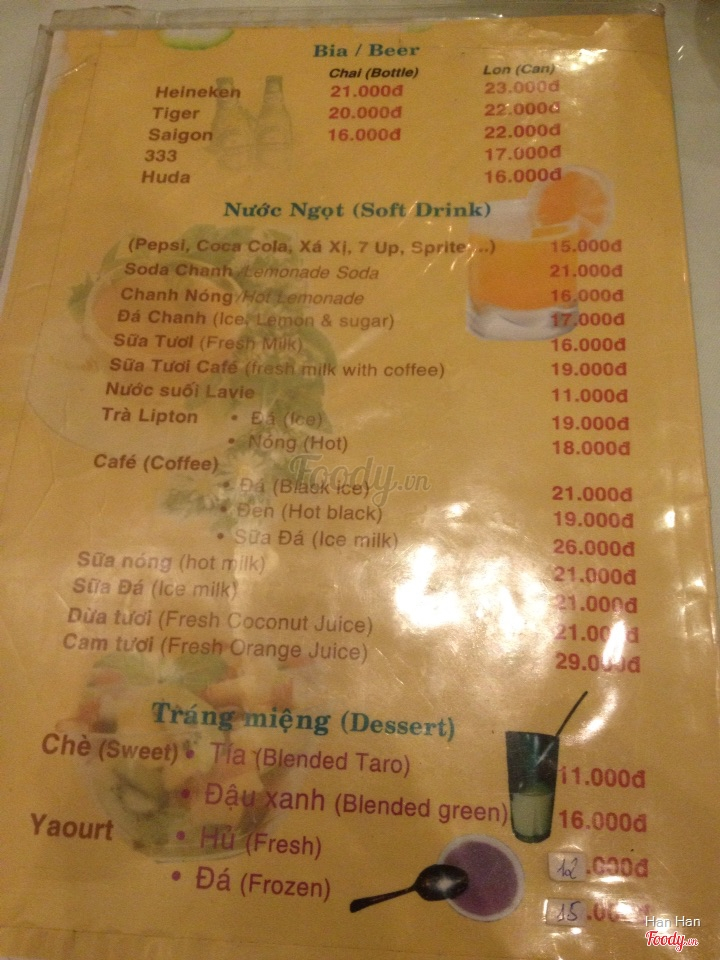 Bia / Beer
Chai (Bottle) Lon (Can)
Heineken 21.000đ 23.000đ
Tiger 20.000đ 22.000đ
Saigon 16.000đ 22.000đ
333 17.000đ
Huda 16.000đ
Nước Ngọt (Soft Drink)
(Pepsi, Coca Cola, Xá Xị, 7 Up, Sprite ...) 15.000đ
Soda Chanh /Lemonade Soda 21.000đ
Chanh Nóng/Hot Lemonade 16.000đ
Đá Chanh (Ice, Lemon & sugar) 17.000đ
Sữa Tươi (Fresh Milk) 16.000đ
Sữa Tươi Café (fresh milk with coffee) 19.000đ
Nước suối Lavie 11.000đ
Trà Lipton • Đá (Ice) 19.000đ
• Nóng (Hot) 18.000đ
Café (Coffee)
• Đá (Black ice) 21.000đ
• Đen (Hot black) 19.000đ
• Sữa Đá (Ice milk) 26.000đ
Sữa nóng (hot milk) 21.000đ
Sữa Đá (Ice milk) 21.000đ
Dừa tươi (Fresh Coconut Juice) 21.000đ
Cam tươi (Fresh Orange Juice) 29.000đ
Tráng miệng (Dessert)
Chè (Sweet) • Tía (Blended Taro) 11.000đ
• Đậu xanh (Blended green) 16.000đ
Yaourt • Hủ (Fresh) 12.000đ
• Đá (Frozen) 15.000đ
Foody.vn
Han Han
Foody.vn